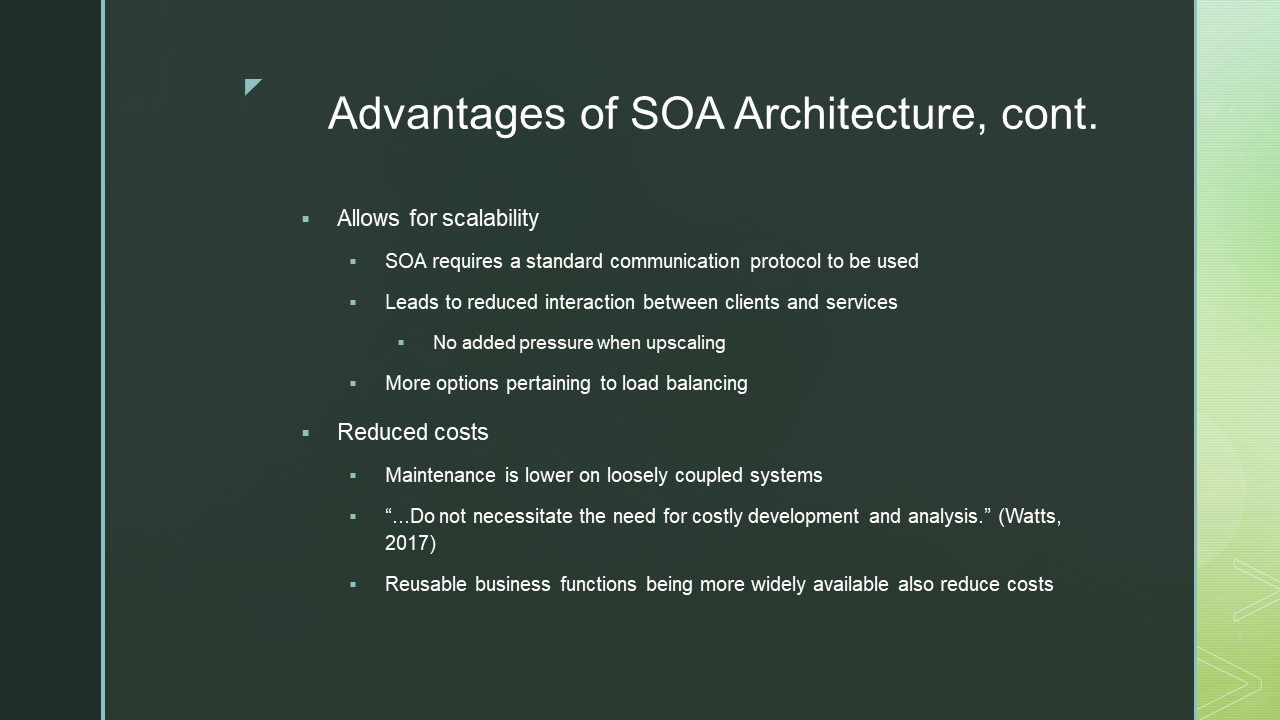 Advantages of SOA Architecture, cont.
▪ Allows for scalability
▪ SOA requires a standard communication protocol to be used
▪ Leads to reduced interaction between clients and services
▪ No added pressure when upscaling
▪ More options pertaining to load balancing
▪ Reduced costs
▪ Maintenance is lower on loosely coupled systems
▪ “…Do not necessitate the need for costly development and analysis.” (Watts,
2017)
▪ Reusable business functions being more widely available also reduce costs